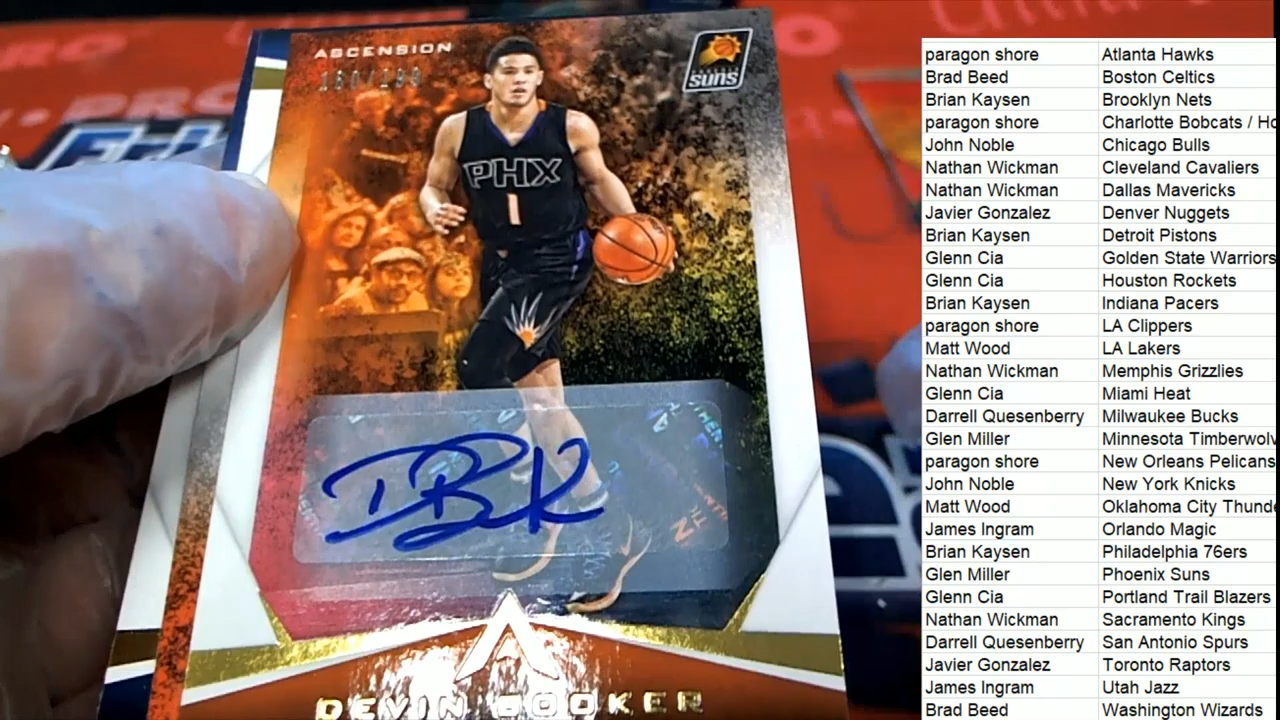 ASCENSION
SUNS
PHX
1
DEVIN BOOKER
paragon shore Atlanta Hawks
Brad Beed Boston Celtics
Brian Kaysen Brooklyn Nets
paragon shore Charlotte Bobcats / Ho
John Noble Chicago Bulls
Nathan Wickman Cleveland Cavaliers
Nathan Wickman Dallas Mavericks
Javier Gonzalez Denver Nuggets
Brian Kaysen Detroit Pistons
Glenn Cia Golden State Warriors
Glenn Cia Houston Rockets
Brian Kaysen Indiana Pacers
paragon shore LA Clippers
Matt Wood LA Lakers
Nathan Wickman Memphis Grizzlies
Glenn Cia Miami Heat
Darrell Quesenberry Milwaukee Bucks
Glen Miller Minnesota Timberwolv
paragon shore New Orleans Pelicans
John Noble New York Knicks
Matt Wood Oklahoma City Thunde
James Ingram Orlando Magic
Brian Kaysen Philadelphia 76ers
Glen Miller Phoenix Suns
Glenn Cia Portland Trail Blazers
Nathan Wickman Sacramento Kings
Darrell Quesenberry San Antonio Spurs
Javier Gonzalez Toronto Raptors
James Ingram Utah Jazz
Brad Beed Washington Wizards